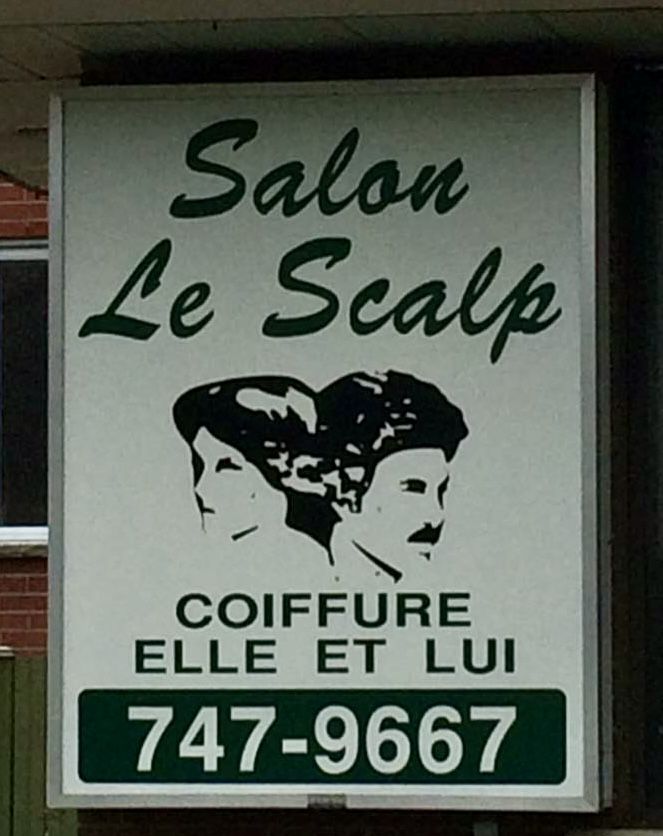 Salon
Le Scalp
COIFFURE
ELLE ET LUI
747-9667